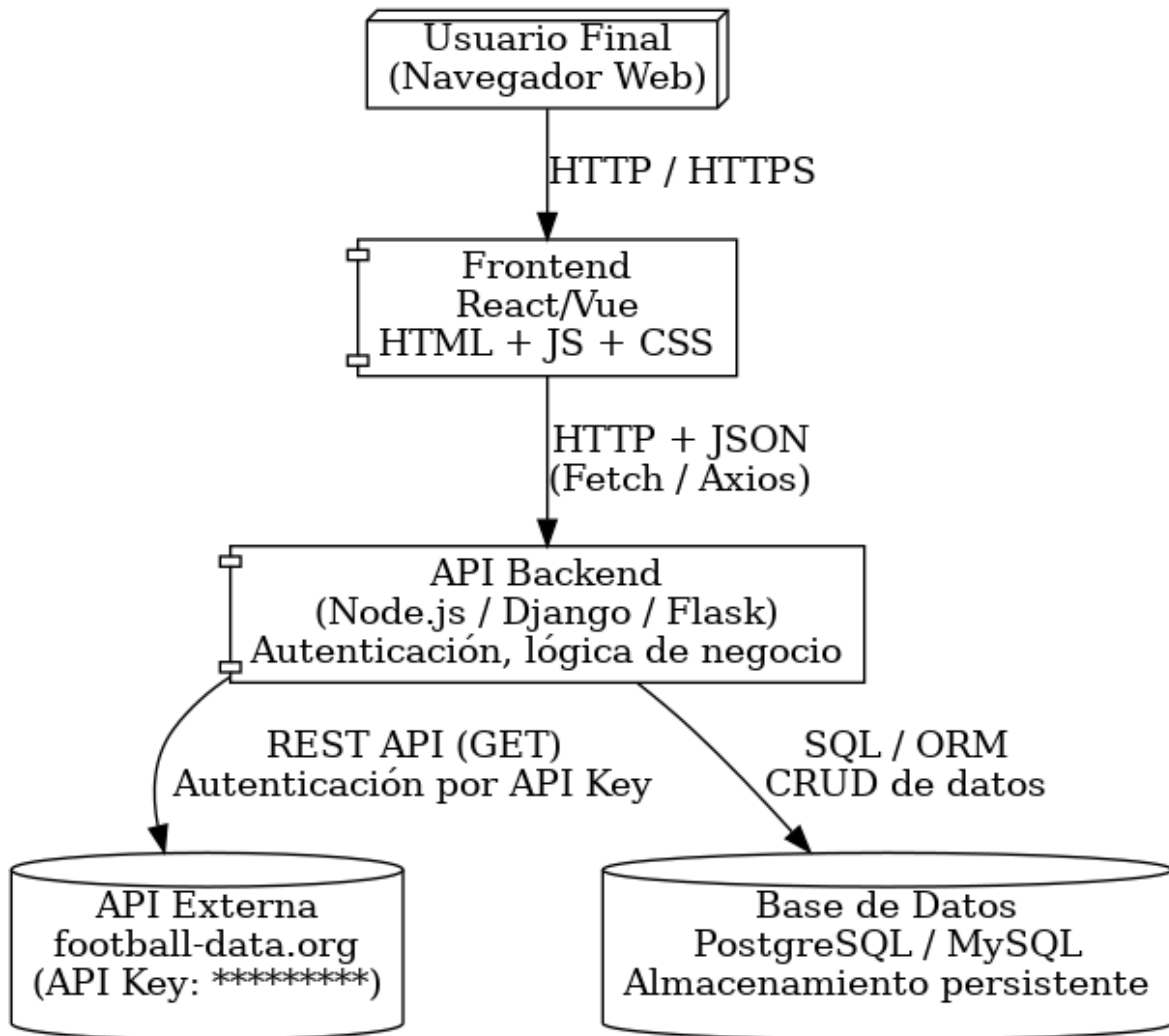 Usuario Final
(Navegador Web)
HTTP / HTTPS
Frontend
React/Vue
HTML + JS + CSS
HTTP + JSON
(Fetch / Axios)
API Backend
(Node.js / Django / Flask)
Autenticación, lógica de negocio
REST API (GET)
Autenticación por API Key
SQL / ORM
CRUD de datos
API Externa
football-data.org
(API Key: *********)
Base de Datos
PostgreSQL / MySQL
Almacenamiento persistente